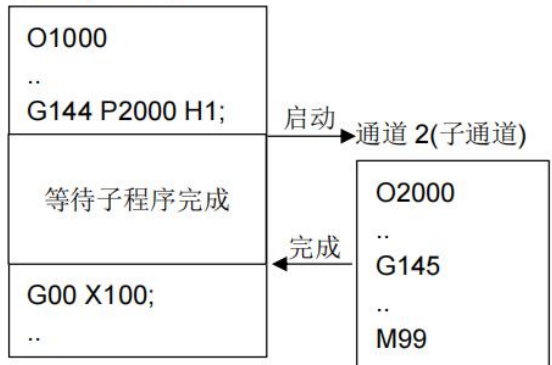 O1000
..
G144 P2000 H1;
启动
通道 2(子通道)
等待子程序完成
O2000
..
完成
G145
G00 X100;
..
..
M99